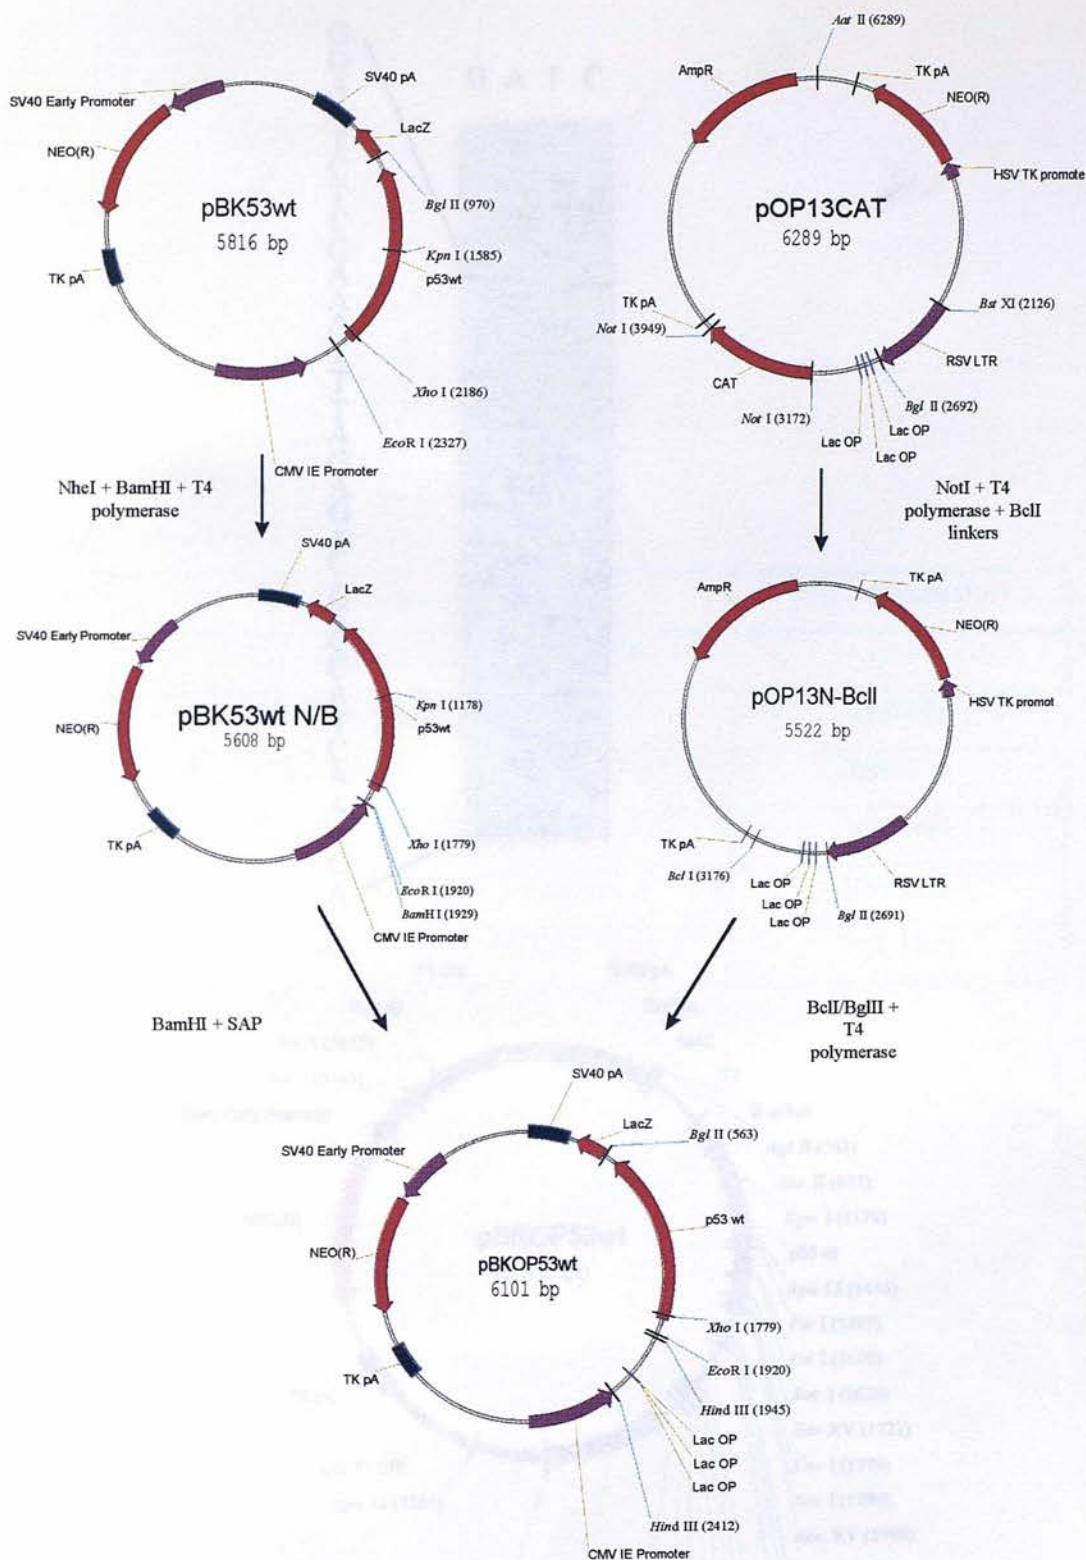 SV40 pA
SV40 Early Promoter
LacZ
NEO(R)
pBK53wt
5816 bp
Bgl II (970)
Kpn I (1585)
p53wt
TK pA
Xho I (2186)
EcoR I (2327)
CMV IE Promoter
Aat II (6289)
AmpR
TK pA
NEO(R)
HSV TK promote
pOP13CAT
6289 bp
Bst XI (2126)
TK pA
Not I (3949)
RSV LTR
CAT
Bgl II (2692)
Not I (3172)
Lac OP
Lac OP
Lac OP
NheI + BamHI + T4
polymerase
NotI + T4
polymerase + BclI
linkers
SV40 pA
LacZ
SV40 Early Promoter
Kpn I (1178)
p53wt
pBK53wt N/B
5608 bp
NEO(R)
TK pA
Xho I (1779)
EcoR I (1920)
BamH I (1929)
CMV IE Promoter
TK pA
AmpR
NEO(R)
HSV TK promot
pOP13N-BclI
5522 bp
TK pA
Bcl I (3176)
RSV LTR
Lac OP
Lac OP
Lac OP
Bgl II (2691)
BamHI + SAP
BclI/BglII +
T4
polymerase
SV40 pA
LacZ
Bgl II (563)
SV40 Early Promoter
p53 wt
NEO(R)
pBKOP53wt
6101 bp
Xho I (1779)
EcoR I (1920)
TK pA
Hind III (1945)
Lac OP
Lac OP
Lac OP
Hind III (2412)
CMV IE Promoter